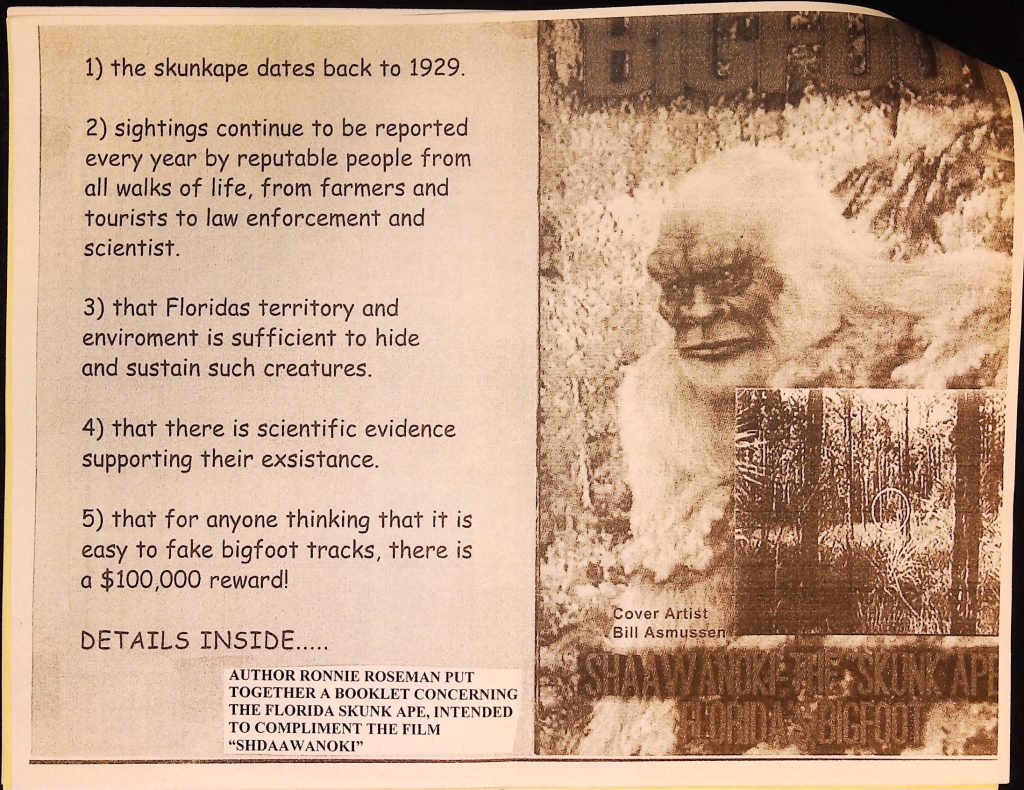 1) the skunkape dates back to 1929.
2) sightings continue to be reported
every year by reputable people from
all walks of life, from farmers and
tourists to law enforcement and
scientist.
3) that Floridas territory and
enviroment is sufficient to hide
and sustain such creatures.
4) that there is scientific evidence
supporting their exsistance.
5) that for anyone thinking that it is
easy to fake bigfoot tracks, there is
a $100,000 reward!
DETAILS INSIDE.....
AUTHOR RONNIE ROSEMAN PUT
TOGETHER A BOOKLET CONCERNING
THE FLORIDA SKUNK APE, INTENDED
TO COMPLIMENT THE FILM
“SHDAAWANOKI”
BIGFOOT
Cover Artist
Bill Asmussen
SHAAWANOKI: THE SKUNK APE
FLORIDA'S BIGFOOT